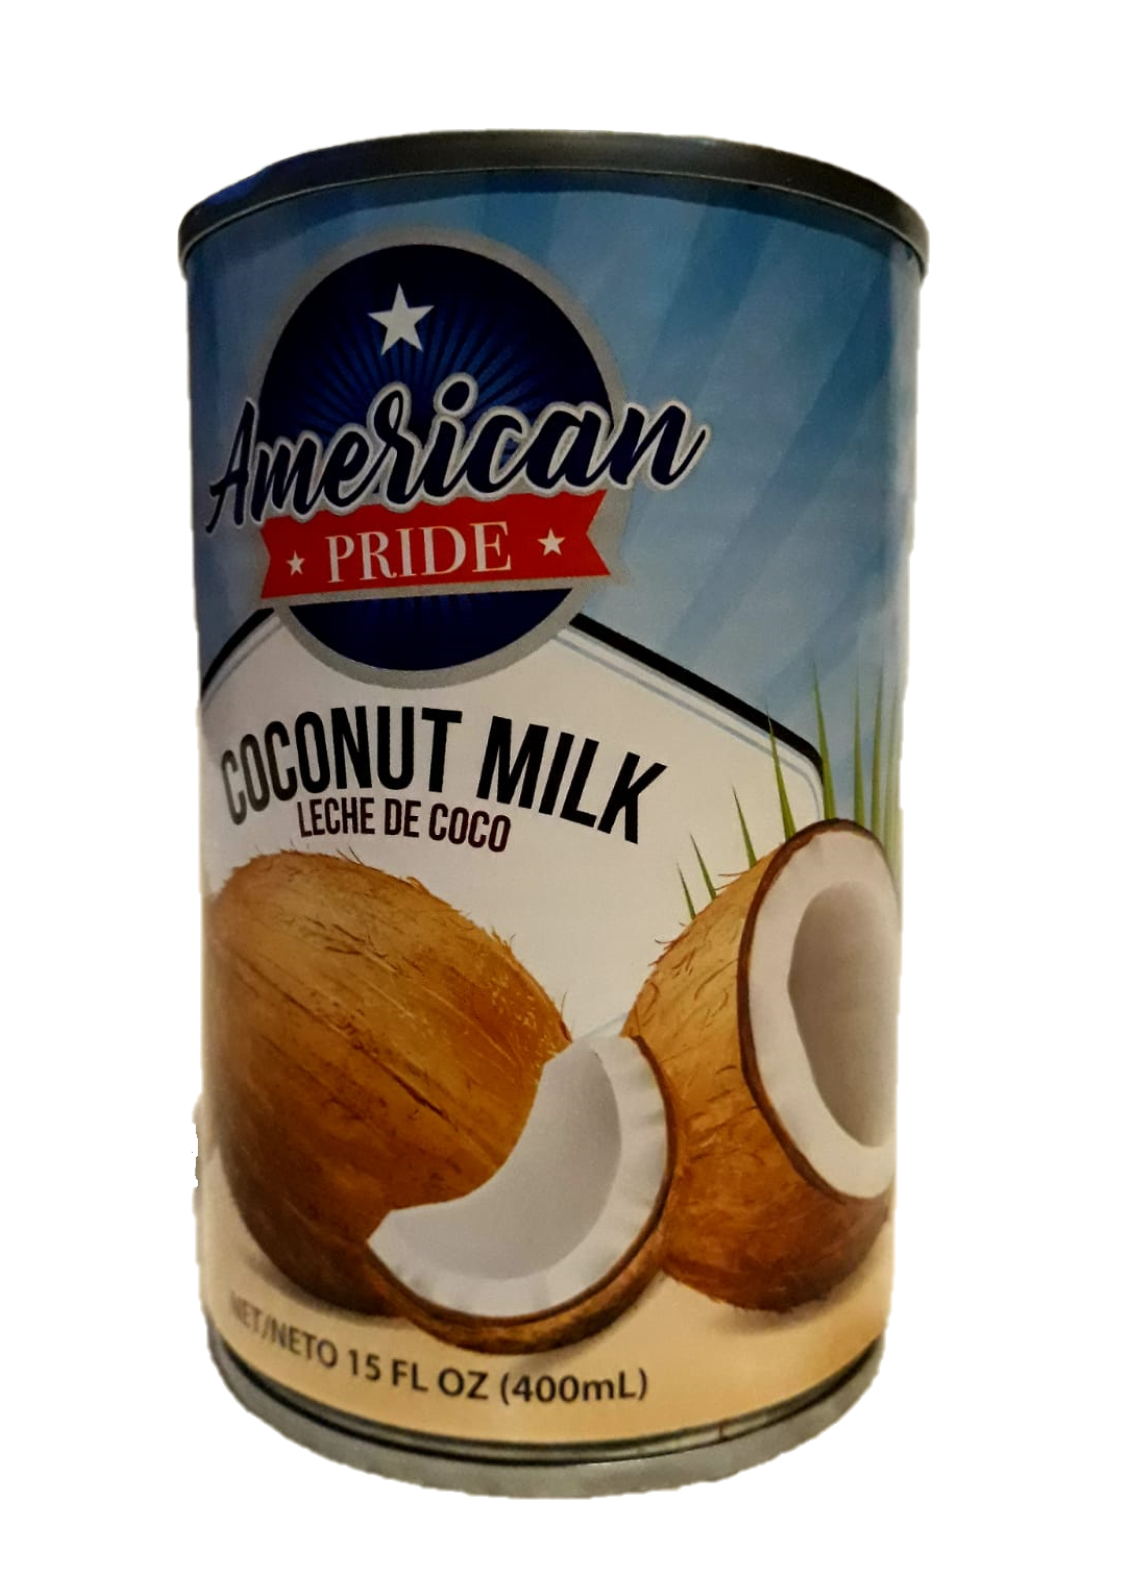 American
PRIDE
COCONUT MILK
LECHE DE COCO
NET/NETO 15 FL OZ (400mL)